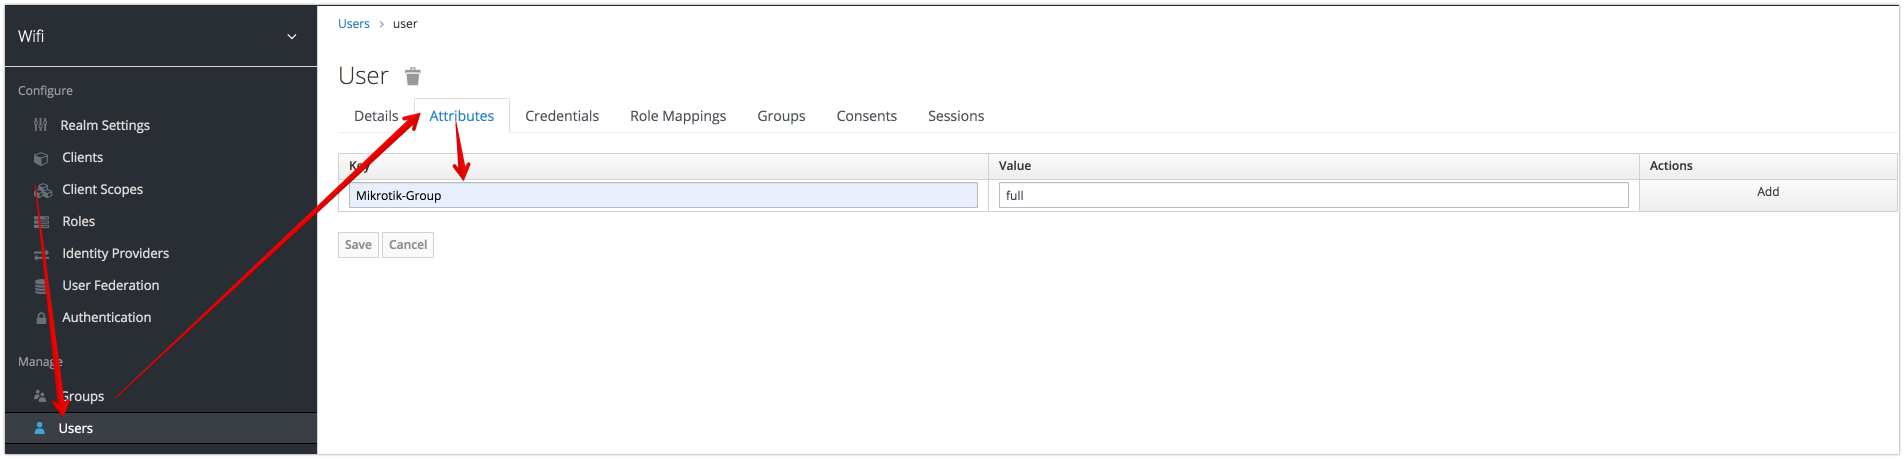 Wifi
Configure
Realm Settings
Clients
Client Scopes
Roles
Identity Providers
User Federation
Authentication
Manage
Groups
Users
Users > user
User
Details Attributes Credentials Role Mappings Groups Consents Sessions
Key Value Actions
Mikrotik-Group full Add
Save Cancel